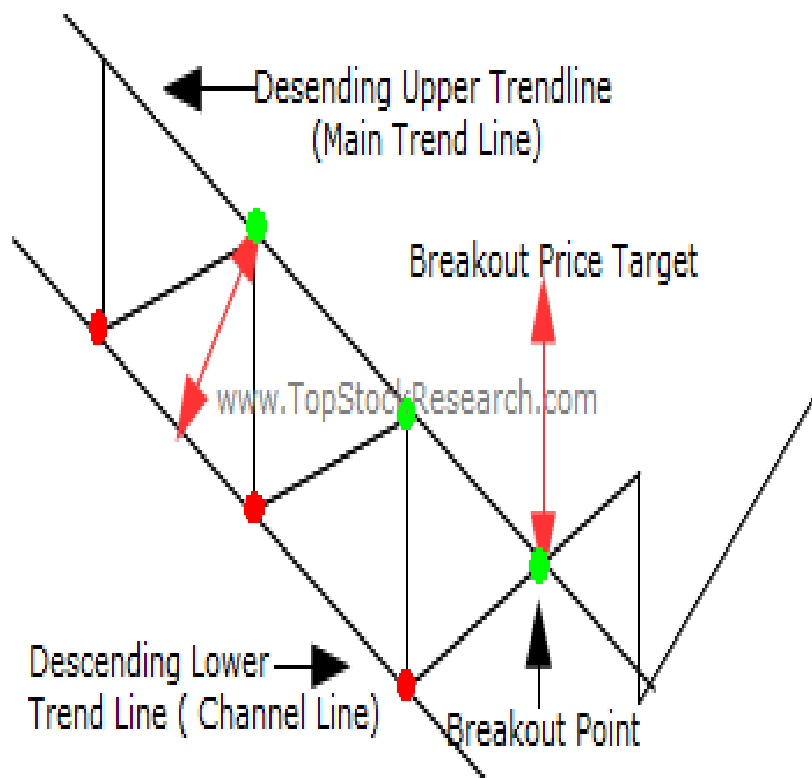 Desending Upper Trendline
(Main Trend Line)
Breakout Price Target
www.TopStockResearch.com
Descending Lower
Trend Line ( Channel Line)
Breakout Point